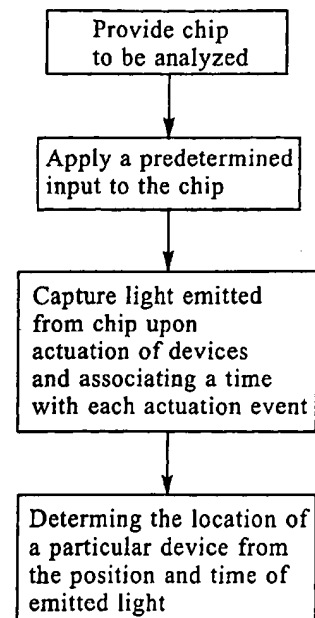 Provide chip
to be analyzed
Apply a predetermined
input to the chip
Capture light emitted
from chip upon
actuation of devices
and associating a time
with each actuation event
Determing the location of
a particular device from
the position and time of
emitted light